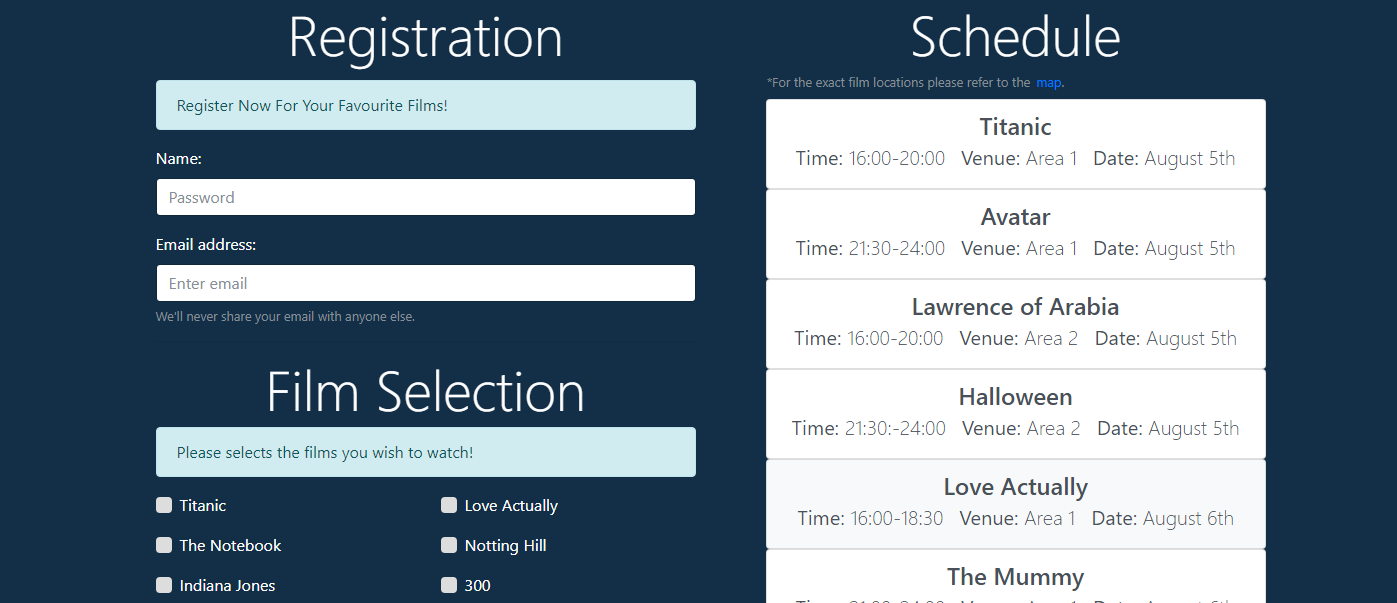 Registration
Register Now For Your Favourite Films!
Name:
Password
Email address:
Enter email
We'll never share your email with anyone else.
Film Selection
Please selects the films you wish to watch!
Titanic
Love Actually
The Notebook
Notting Hill
Indiana Jones
300
Schedule
*For the exact film locations please refer to the map.
Titanic
Time: 16:00-20:00 Venue: Area 1 Date: August 5th
Avatar
Time: 21:30-24:00 Venue: Area 1 Date: August 5th
Lawrence of Arabia
Time: 16:00-20:00 Venue: Area 2 Date: August 5th
Halloween
Time: 21:30:-24:00 Venue: Area 2 Date: August 5th
Love Actually
Time: 16:00-18:30 Venue: Area 1 Date: August 6th
The Mummy